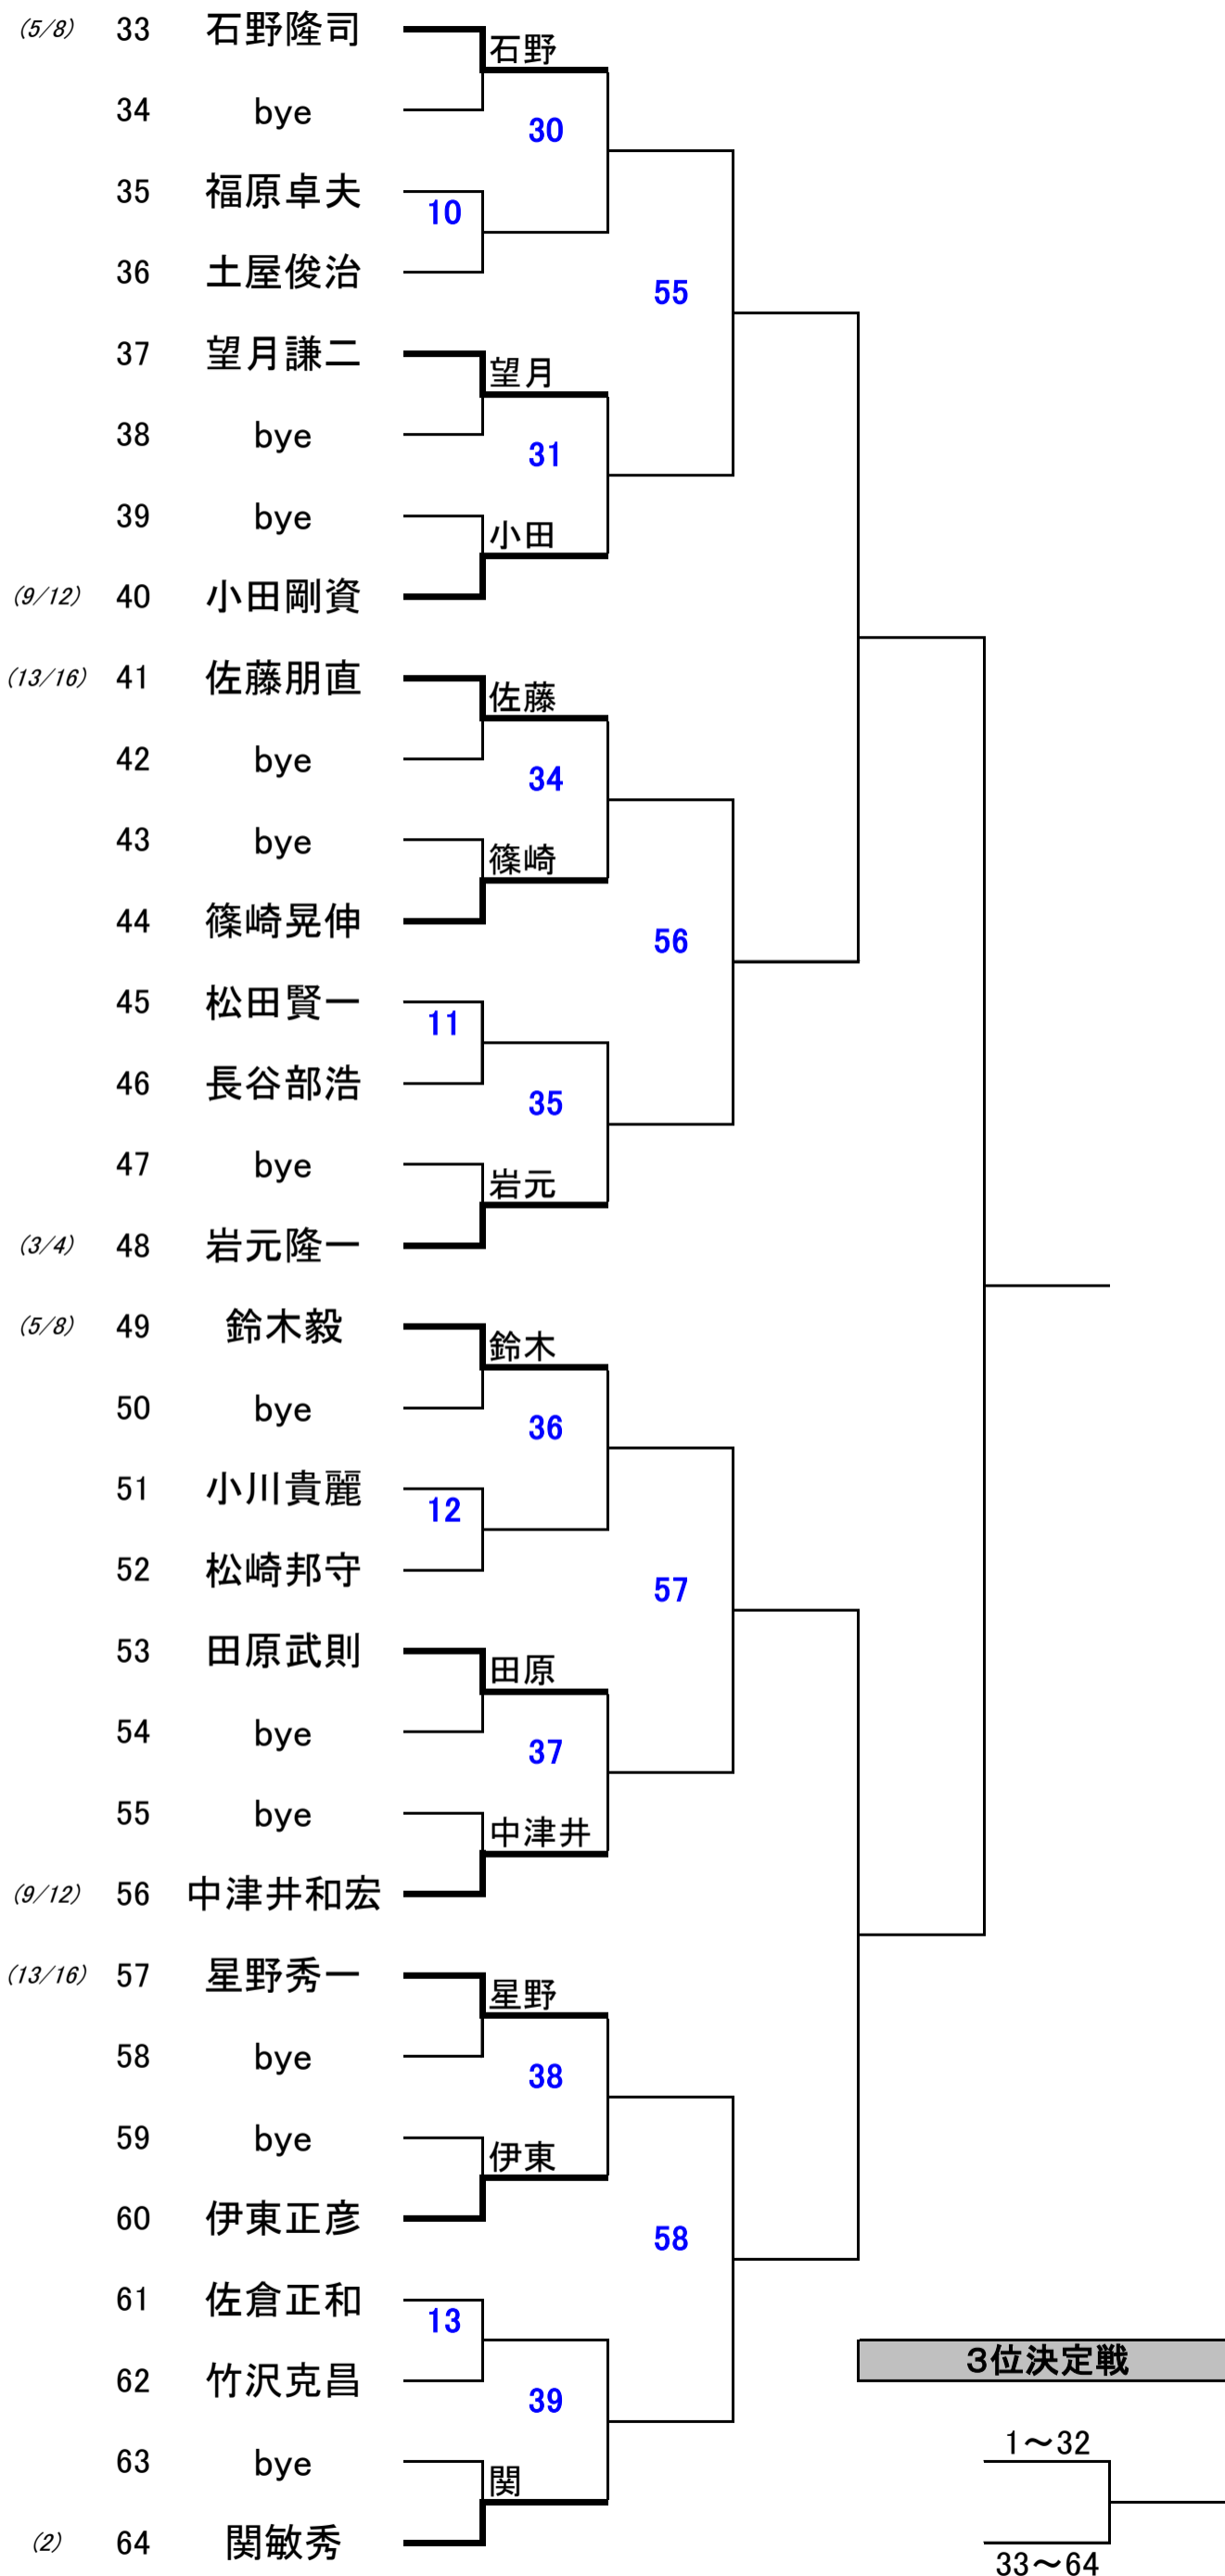 (5/8) 33 石野隆司
石野
34 bye
30
35 福原卓夫
10
36 土屋俊治
55
37 望月謙二
望月
38 bye
31
39 bye
小田
(9/12) 40 小田剛資
(13/16) 41 佐藤朋直
佐藤
42 bye
34
43 bye
篠崎
44 篠崎晃伸
56
45 松田賢一
11
46 長谷部浩
35
47 bye
岩元
(3/4) 48 岩元隆一
(5/8) 49 鈴木毅
鈴木
50 bye
36
51 小川貴麗
12
52 松崎邦守
57
53 田原武則
田原
54 bye
37
55 bye
中津井
(9/12) 56 中津井和宏
(13/16) 57 星野秀一
星野
58 bye
38
59 bye
伊東
60 伊東正彦
58
61 佐倉正和
13
3位決定戦
62 竹沢克昌
39
1～32
63 bye
関
(2) 64 関敏秀
33～64